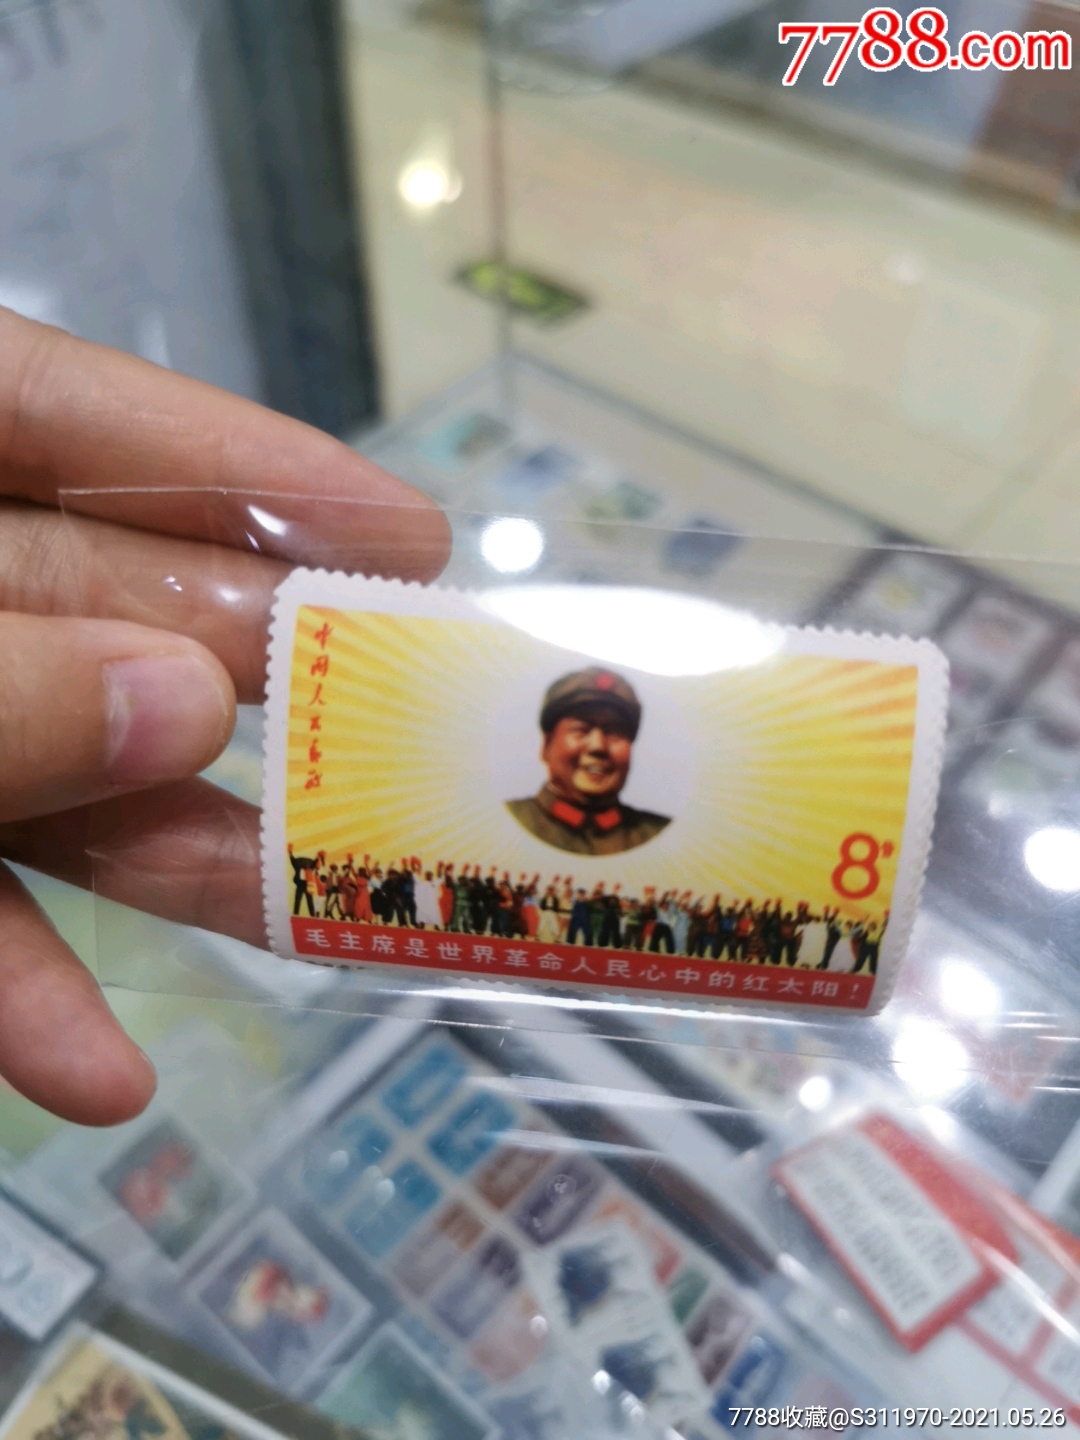 7788.com
中国人民邮政
8分
毛主席是世界革命人民心中的红太阳！
7788收藏@S311970-2021.05.26